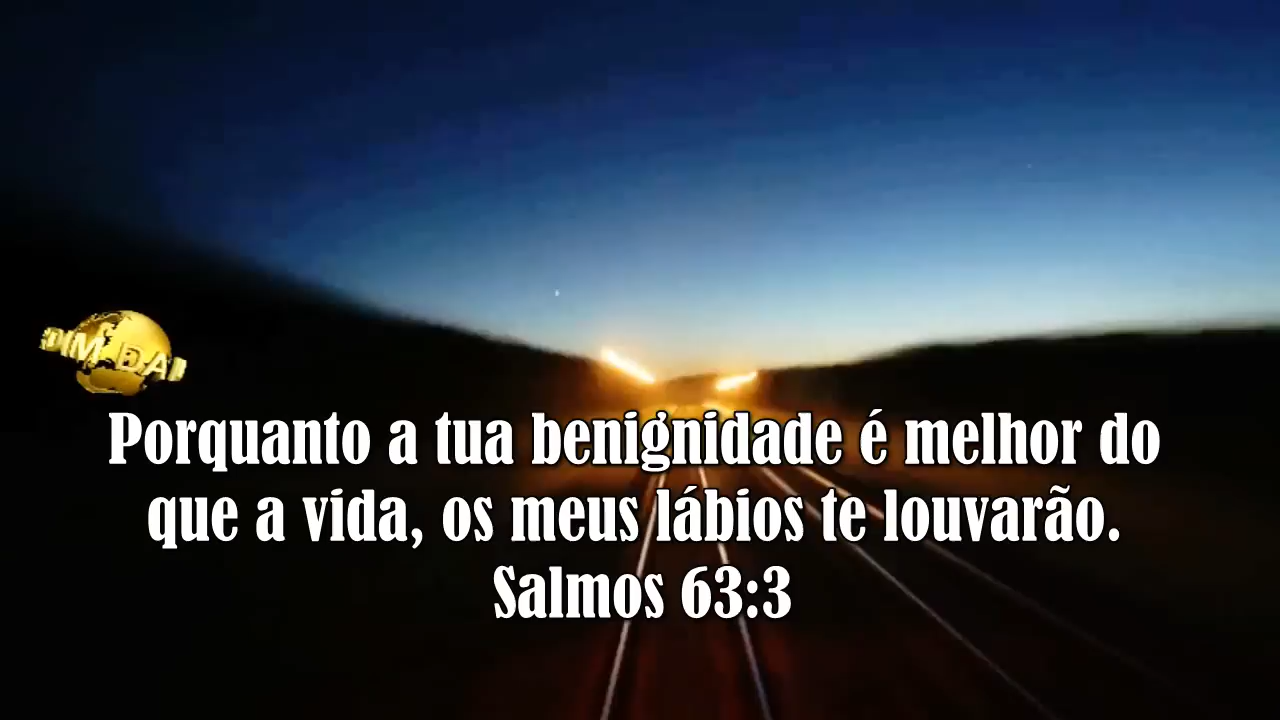 Porquanto a tua benignidade é melhor do
que a vida, os meus lábios te louvarão.
Salmos 63:3